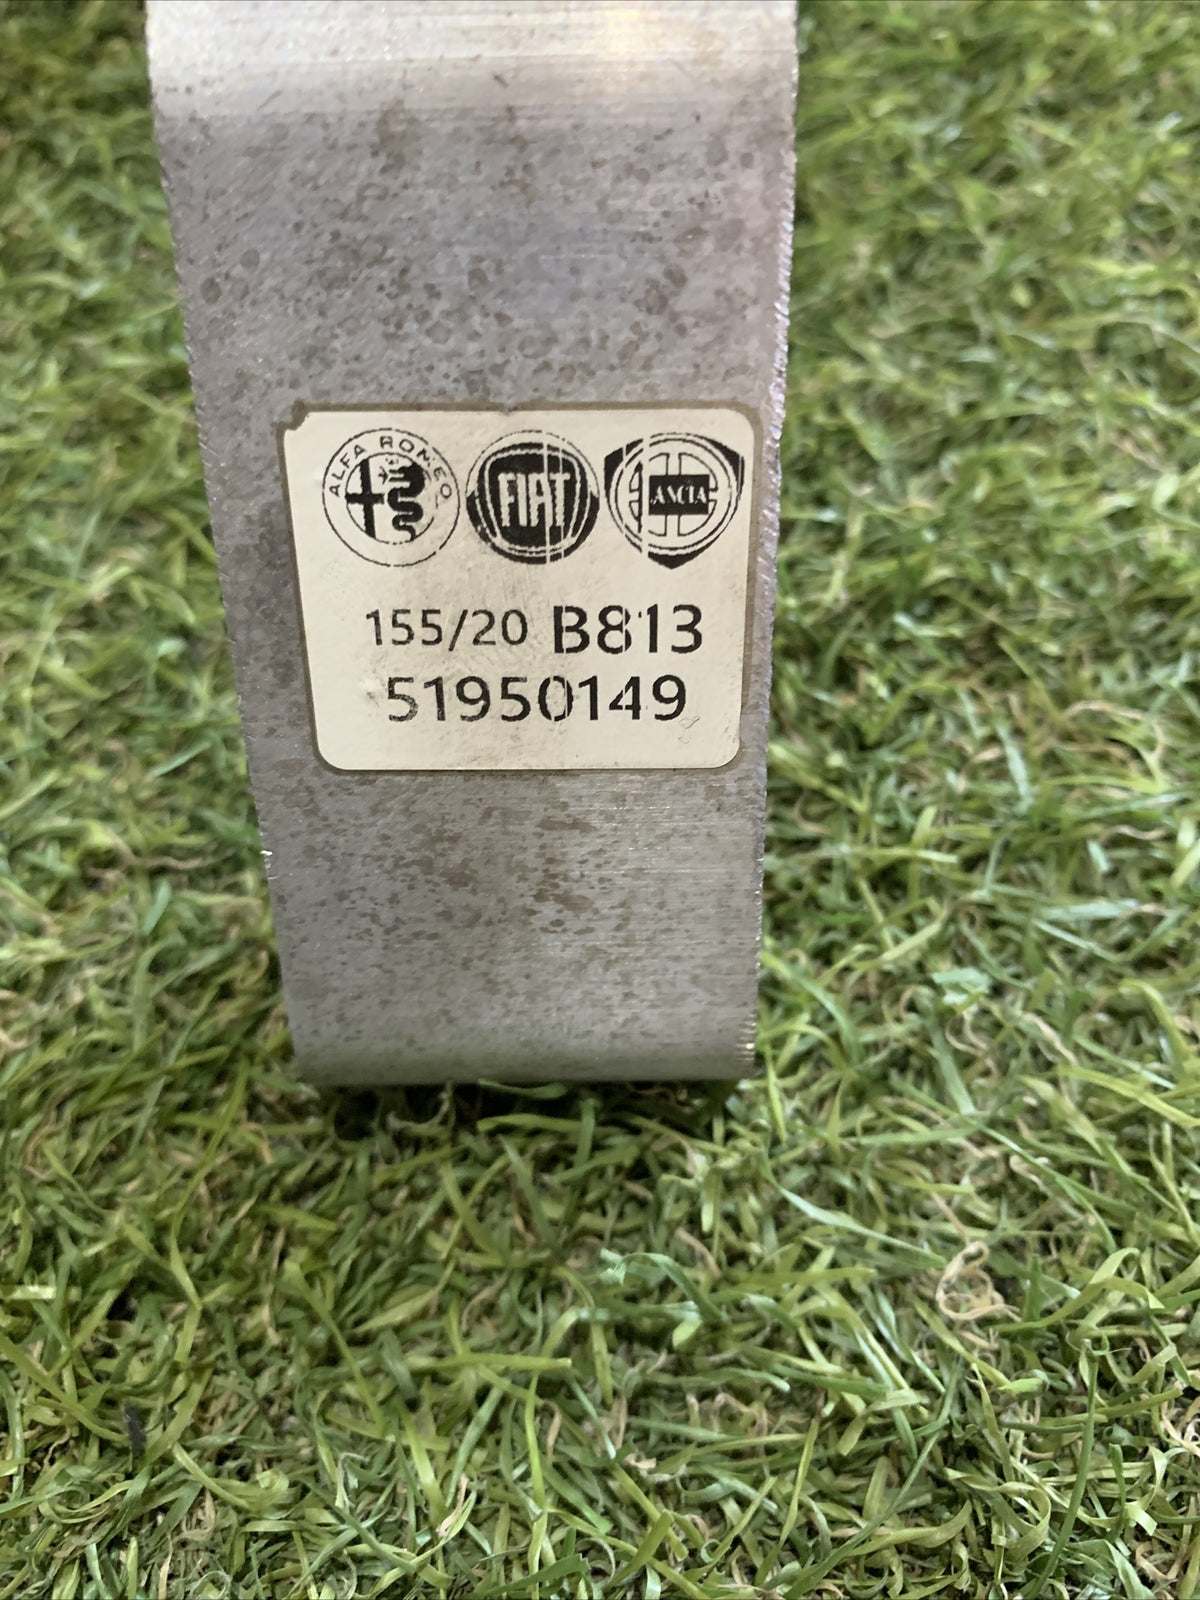 ALFA ROMEO
FIAT
LANCIA
155/20 B813
51950149